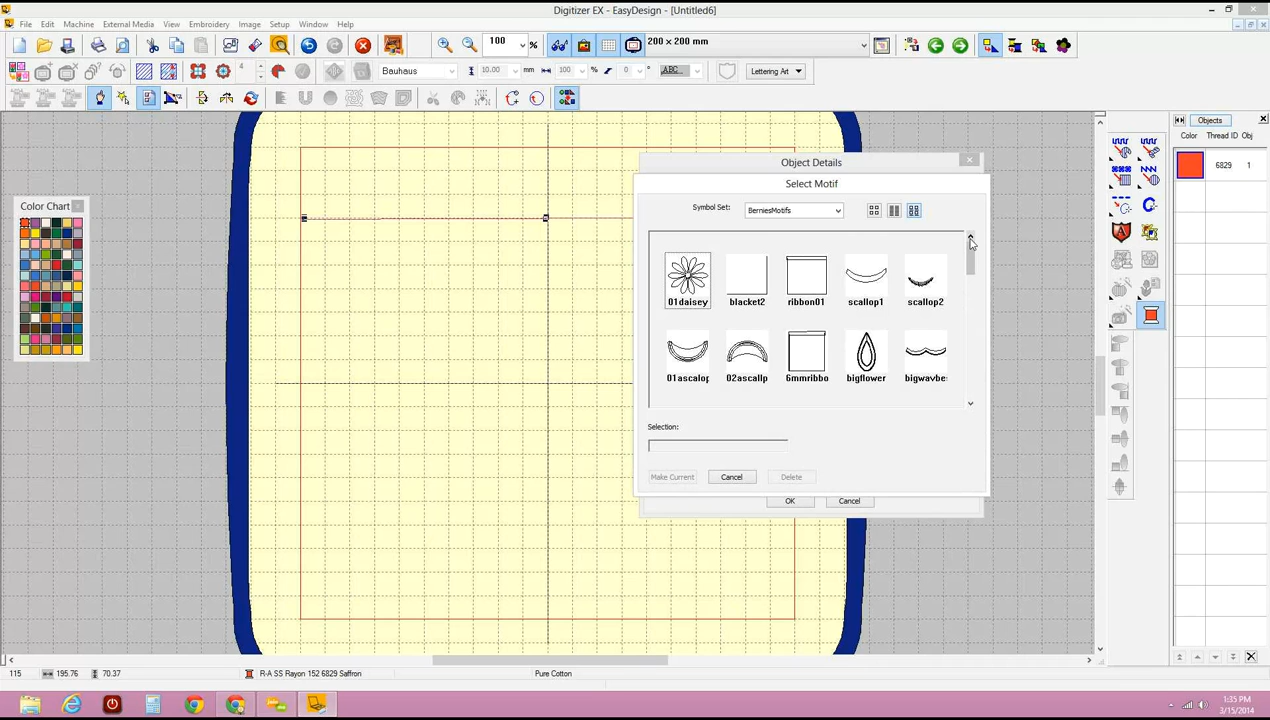 Digitizer EX - EasyDesign - [Untitled6]
File Edit Machine View External Media Embroidery Image Setup Window Help
100 % 200 x 200 mm
Bauhaus 10.00 mm 100 % 0 ° ABC Lettering Art
Objects
Color Thread ID Obj
6829 1
Color Chart
Object Details
Select Motif
Symbol Set: BerniesMotifs
01daisey blacket2 ribbon01 scallop1 scallop2
01ascalop 02ascallp 6mmribbo bigflower bigwavbe
Selection:
Make Current Cancel Delete
OK Cancel
115 195.76 70.37 R-A SS Rayon 152 6829 Saffron Pure Cotton
1:35 PM
3/15/2014